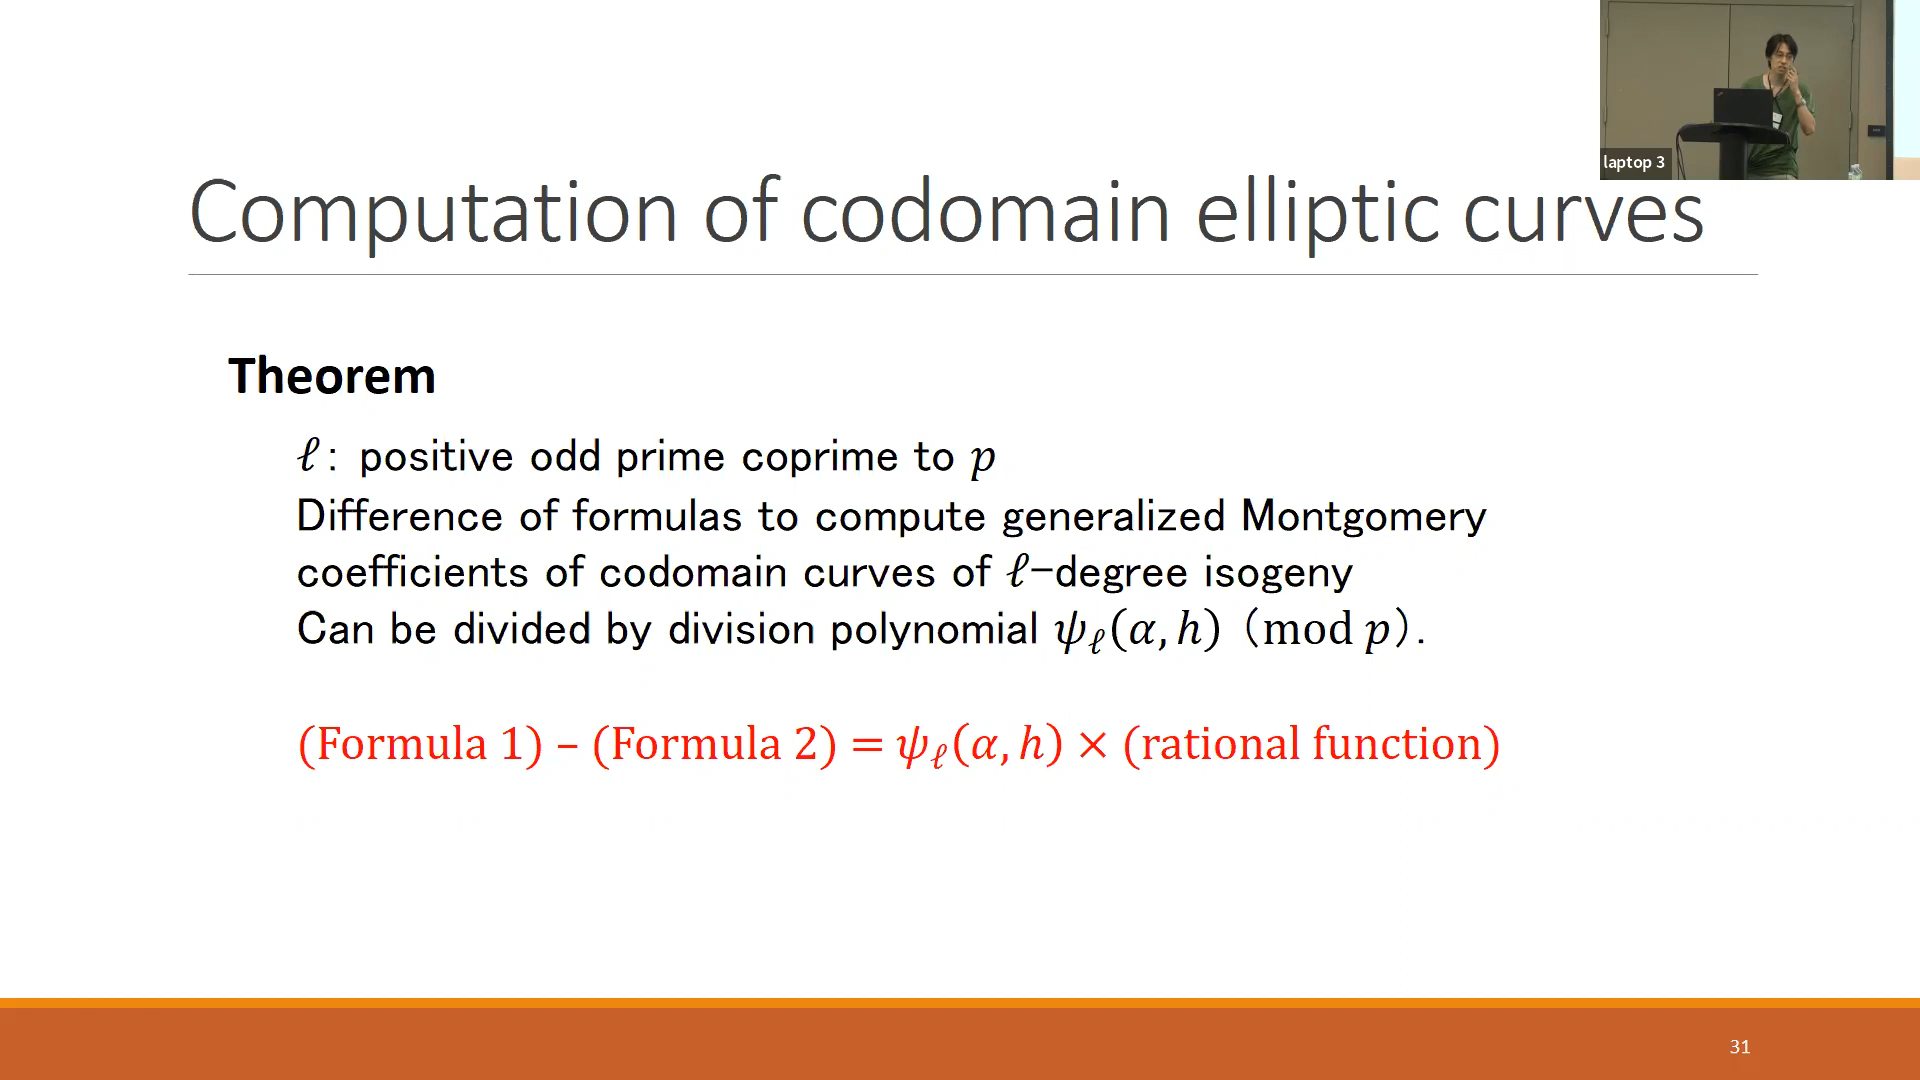 laptop 3
Computation of codomain elliptic curves
Theorem
ℓ: positive odd prime coprime to p
Difference of formulas to compute generalized Montgomery
coefficients of codomain curves of ℓ-degree isogeny
Can be divided by division polynomial ψ_ℓ(α, h) (mod p).
(Formula 1) – (Formula 2) = ψ_ℓ(α, h) × (rational function)
31